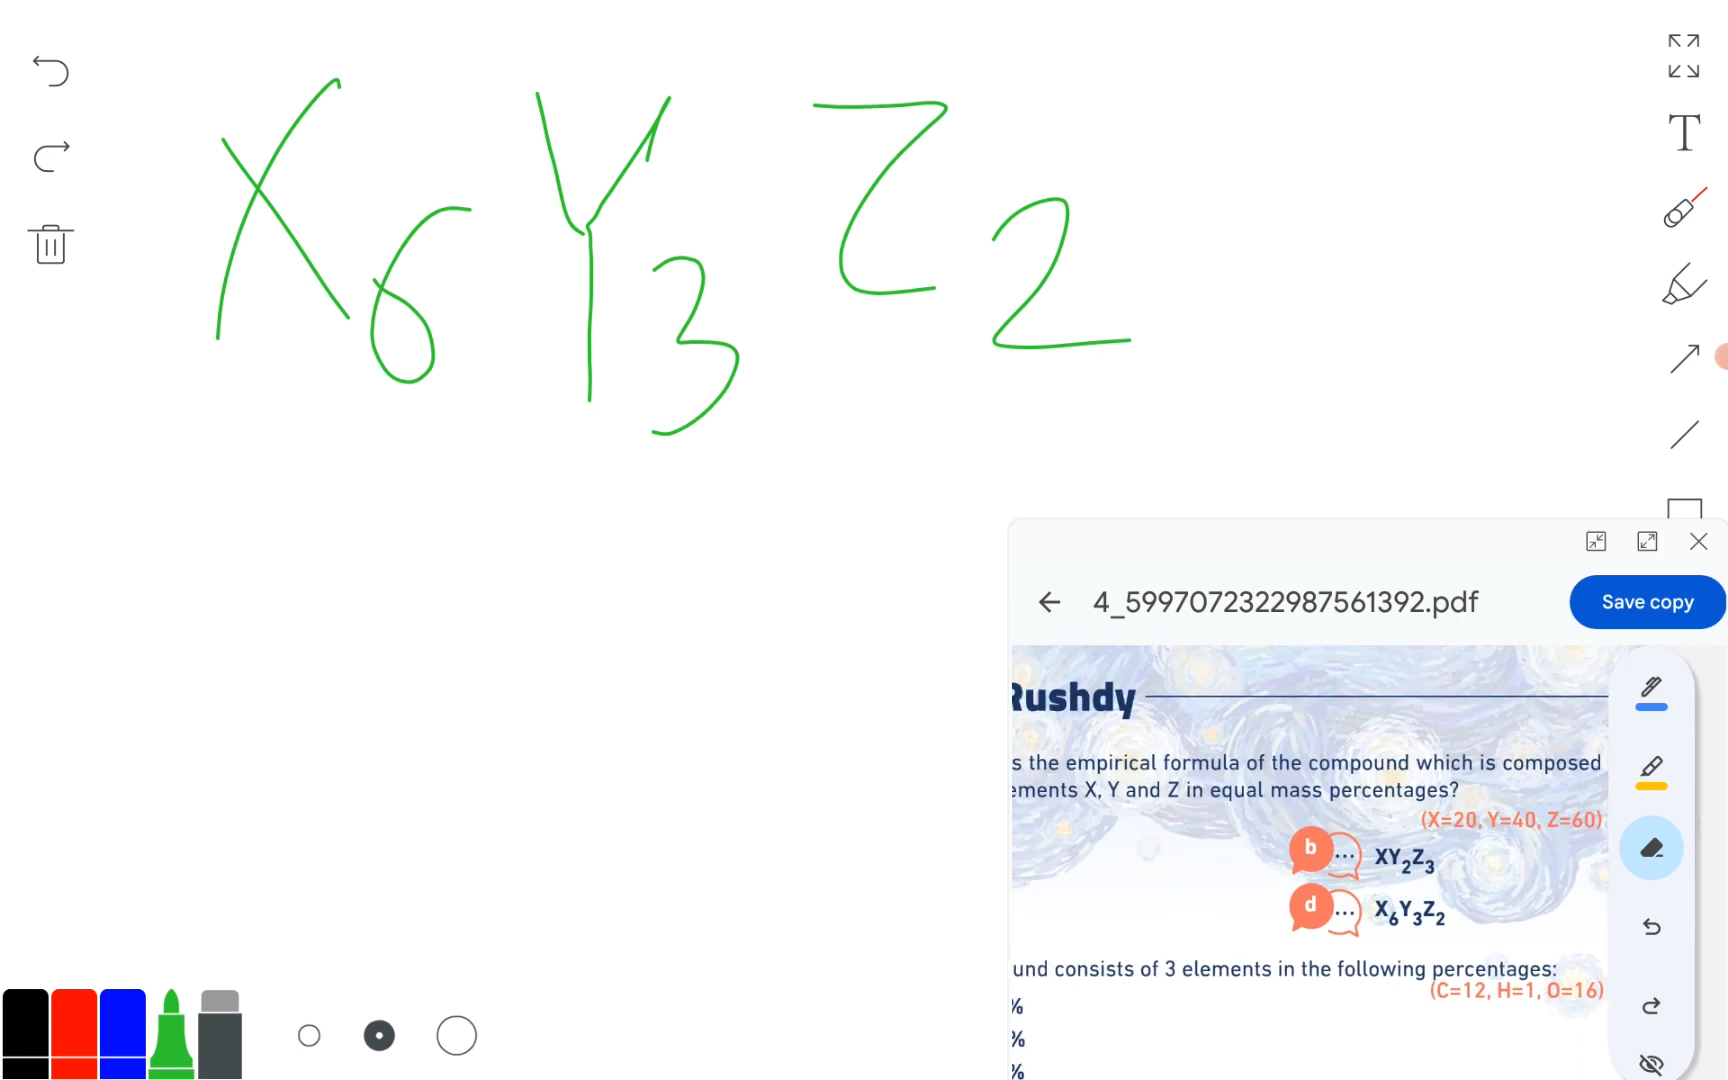 X₆Y₃Z₂
T
4_5997072322987561392.pdf
Save copy
Rushdy
s the empirical formula of the compound which is composed
ements X, Y and Z in equal mass percentages?
(X=20, Y=40, Z=60)
b ... XY₂Z₃
d ... X₆Y₃Z₂
und consists of 3 elements in the following percentages:
(C=12, H=1, O=16)
%
%
%